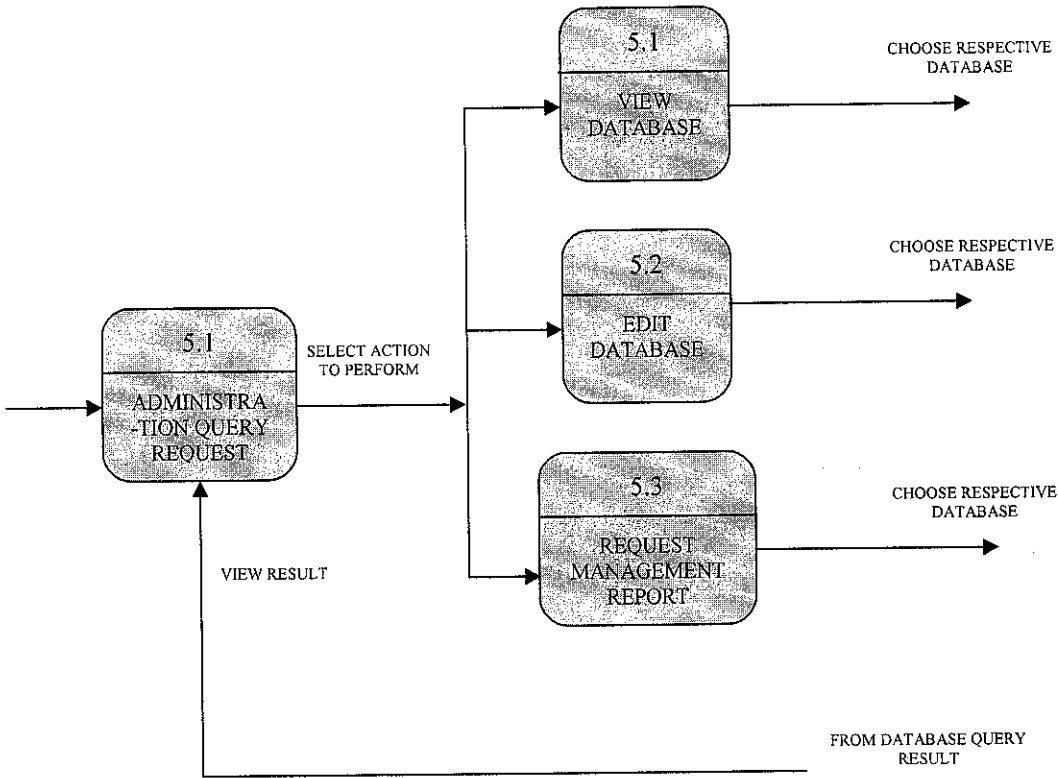 5.1
VIEW
DATABASE
CHOOSE RESPECTIVE
DATABASE
5.2
EDIT
DATABASE
CHOOSE RESPECTIVE
DATABASE
5.1
ADMINISTRA
-TION QUERY
REQUEST
SELECT ACTION
TO PERFORM
5.3
REQUEST
MANAGEMENT
REPORT
CHOOSE RESPECTIVE
DATABASE
VIEW RESULT
FROM DATABASE QUERY
RESULT